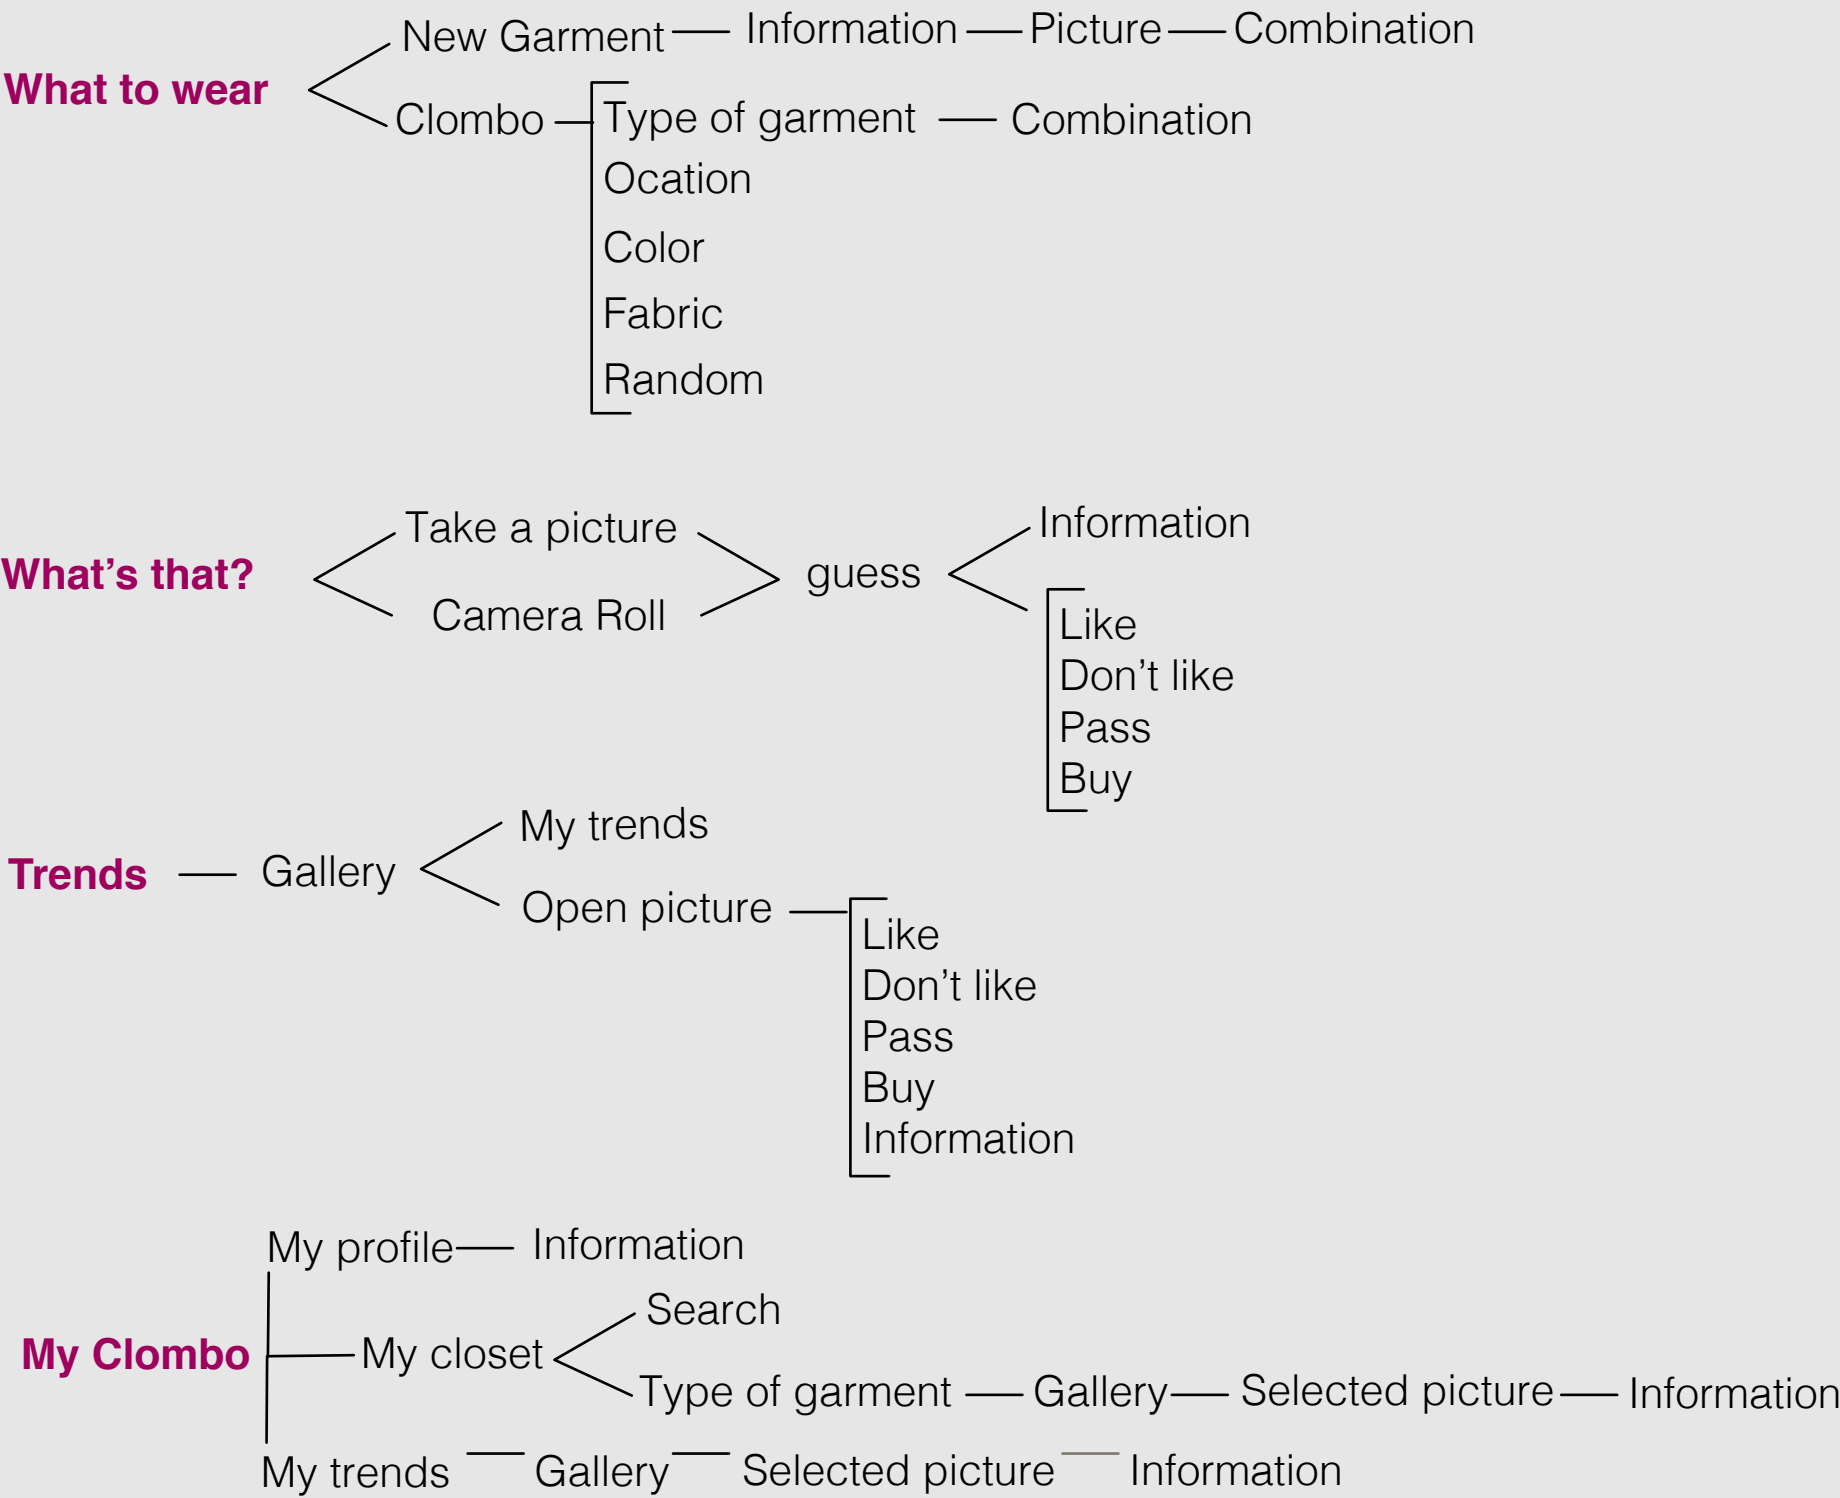 New Garment — Information — Picture — Combination
What to wear
Clombo — Type of garment — Combination
Ocation
Color
Fabric
Random
Take a picture
Information
What's that?
guess
Camera Roll
Like
Don't like
Pass
Buy
My trends
Trends — Gallery
Open picture
Like
Don't like
Pass
Buy
Information
My profile — Information
Search
My Clombo
My closet
Type of garment — Gallery — Selected picture — Information
My trends — Gallery — Selected picture — Information